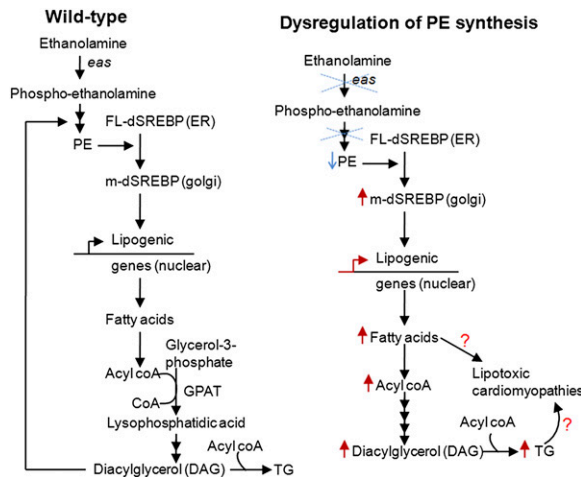 Wild-type
Ethanolamine
eas
Phospho-ethanolamine
FL-dSREBP(ER)
PE
m-dSREBP(golgi)
Lipogenic
genes (nuclear)
Fatty acids
Glycerol-3-
phosphate
Acyl coA
GPAT
CoA
Lysophosphatidic acid
Acyl coA
Diacylglycerol (DAG)
TG
Dysregulation of PE synthesis
Ethanolamine
eas
Phospho-ethanolamine
FL-dSREBP(ER)
PE
m-dSREBP(golgi)
Lipogenic
genes (nuclear)
Fatty acids
?
Lipotoxic
cardiomyopathies
Acyl coA
?
Acyl coA
Diacylglycerol (DAG)
TG